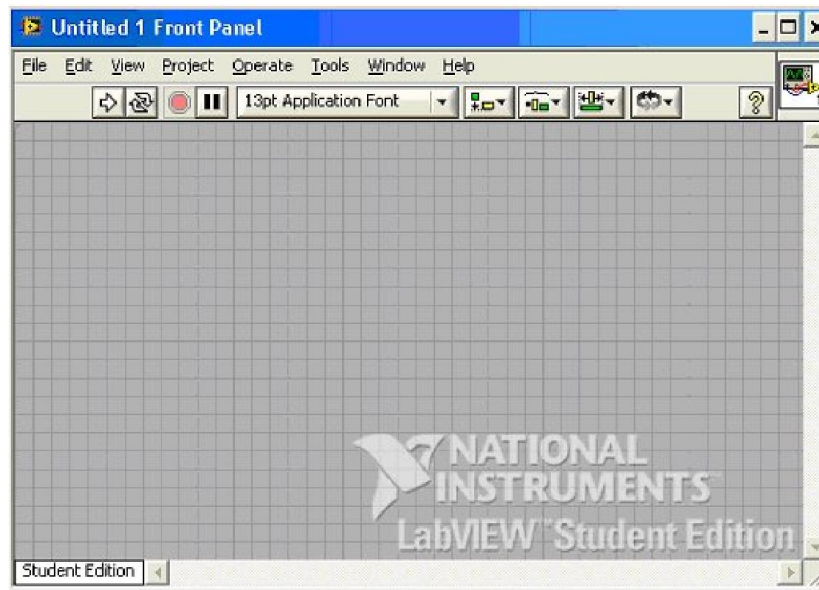 Untitled 1 Front Panel
File Edit View Project Operate Tools Window Help
13pt Application Font
NATIONAL
INSTRUMENTS
LabVIEW™ Student Edition
Student Edition